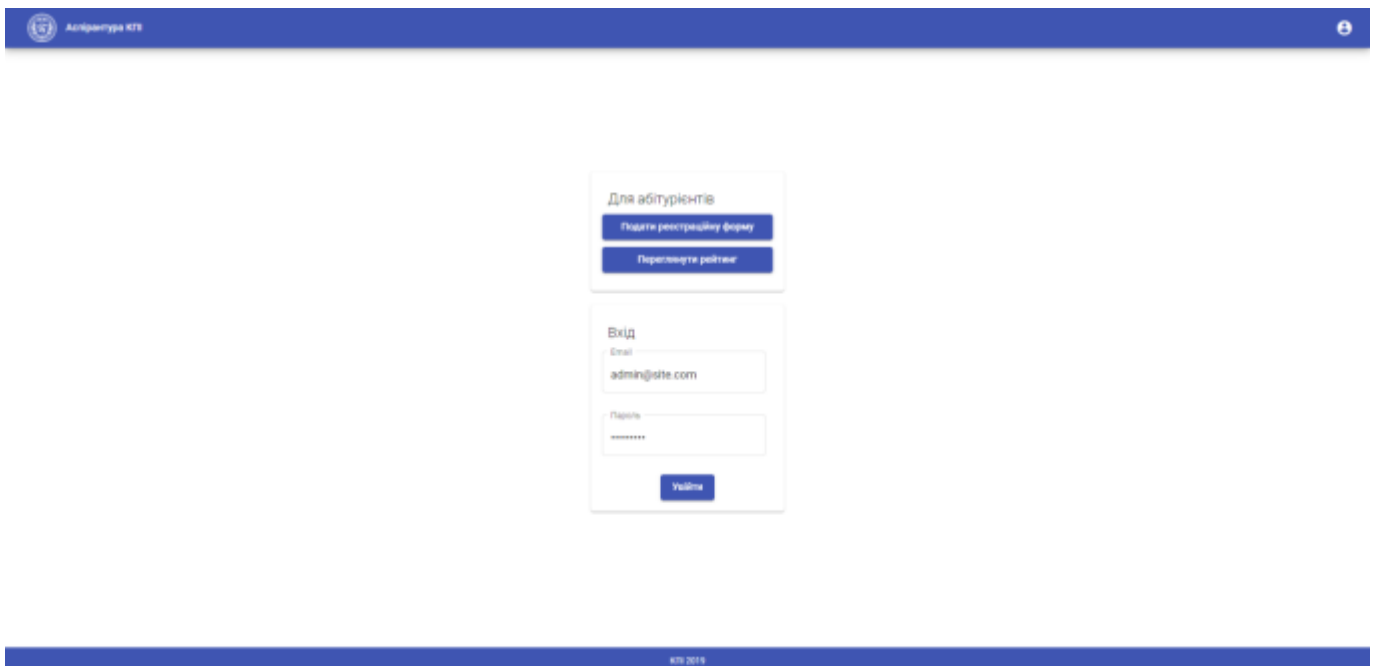 Аспірантура КПІ
Для абітурієнтів
Подати реєстраційну форму
Переглянути рейтинг
Вхід
Email
admin@site.com
Пароль
Увійти
КПІ 2019